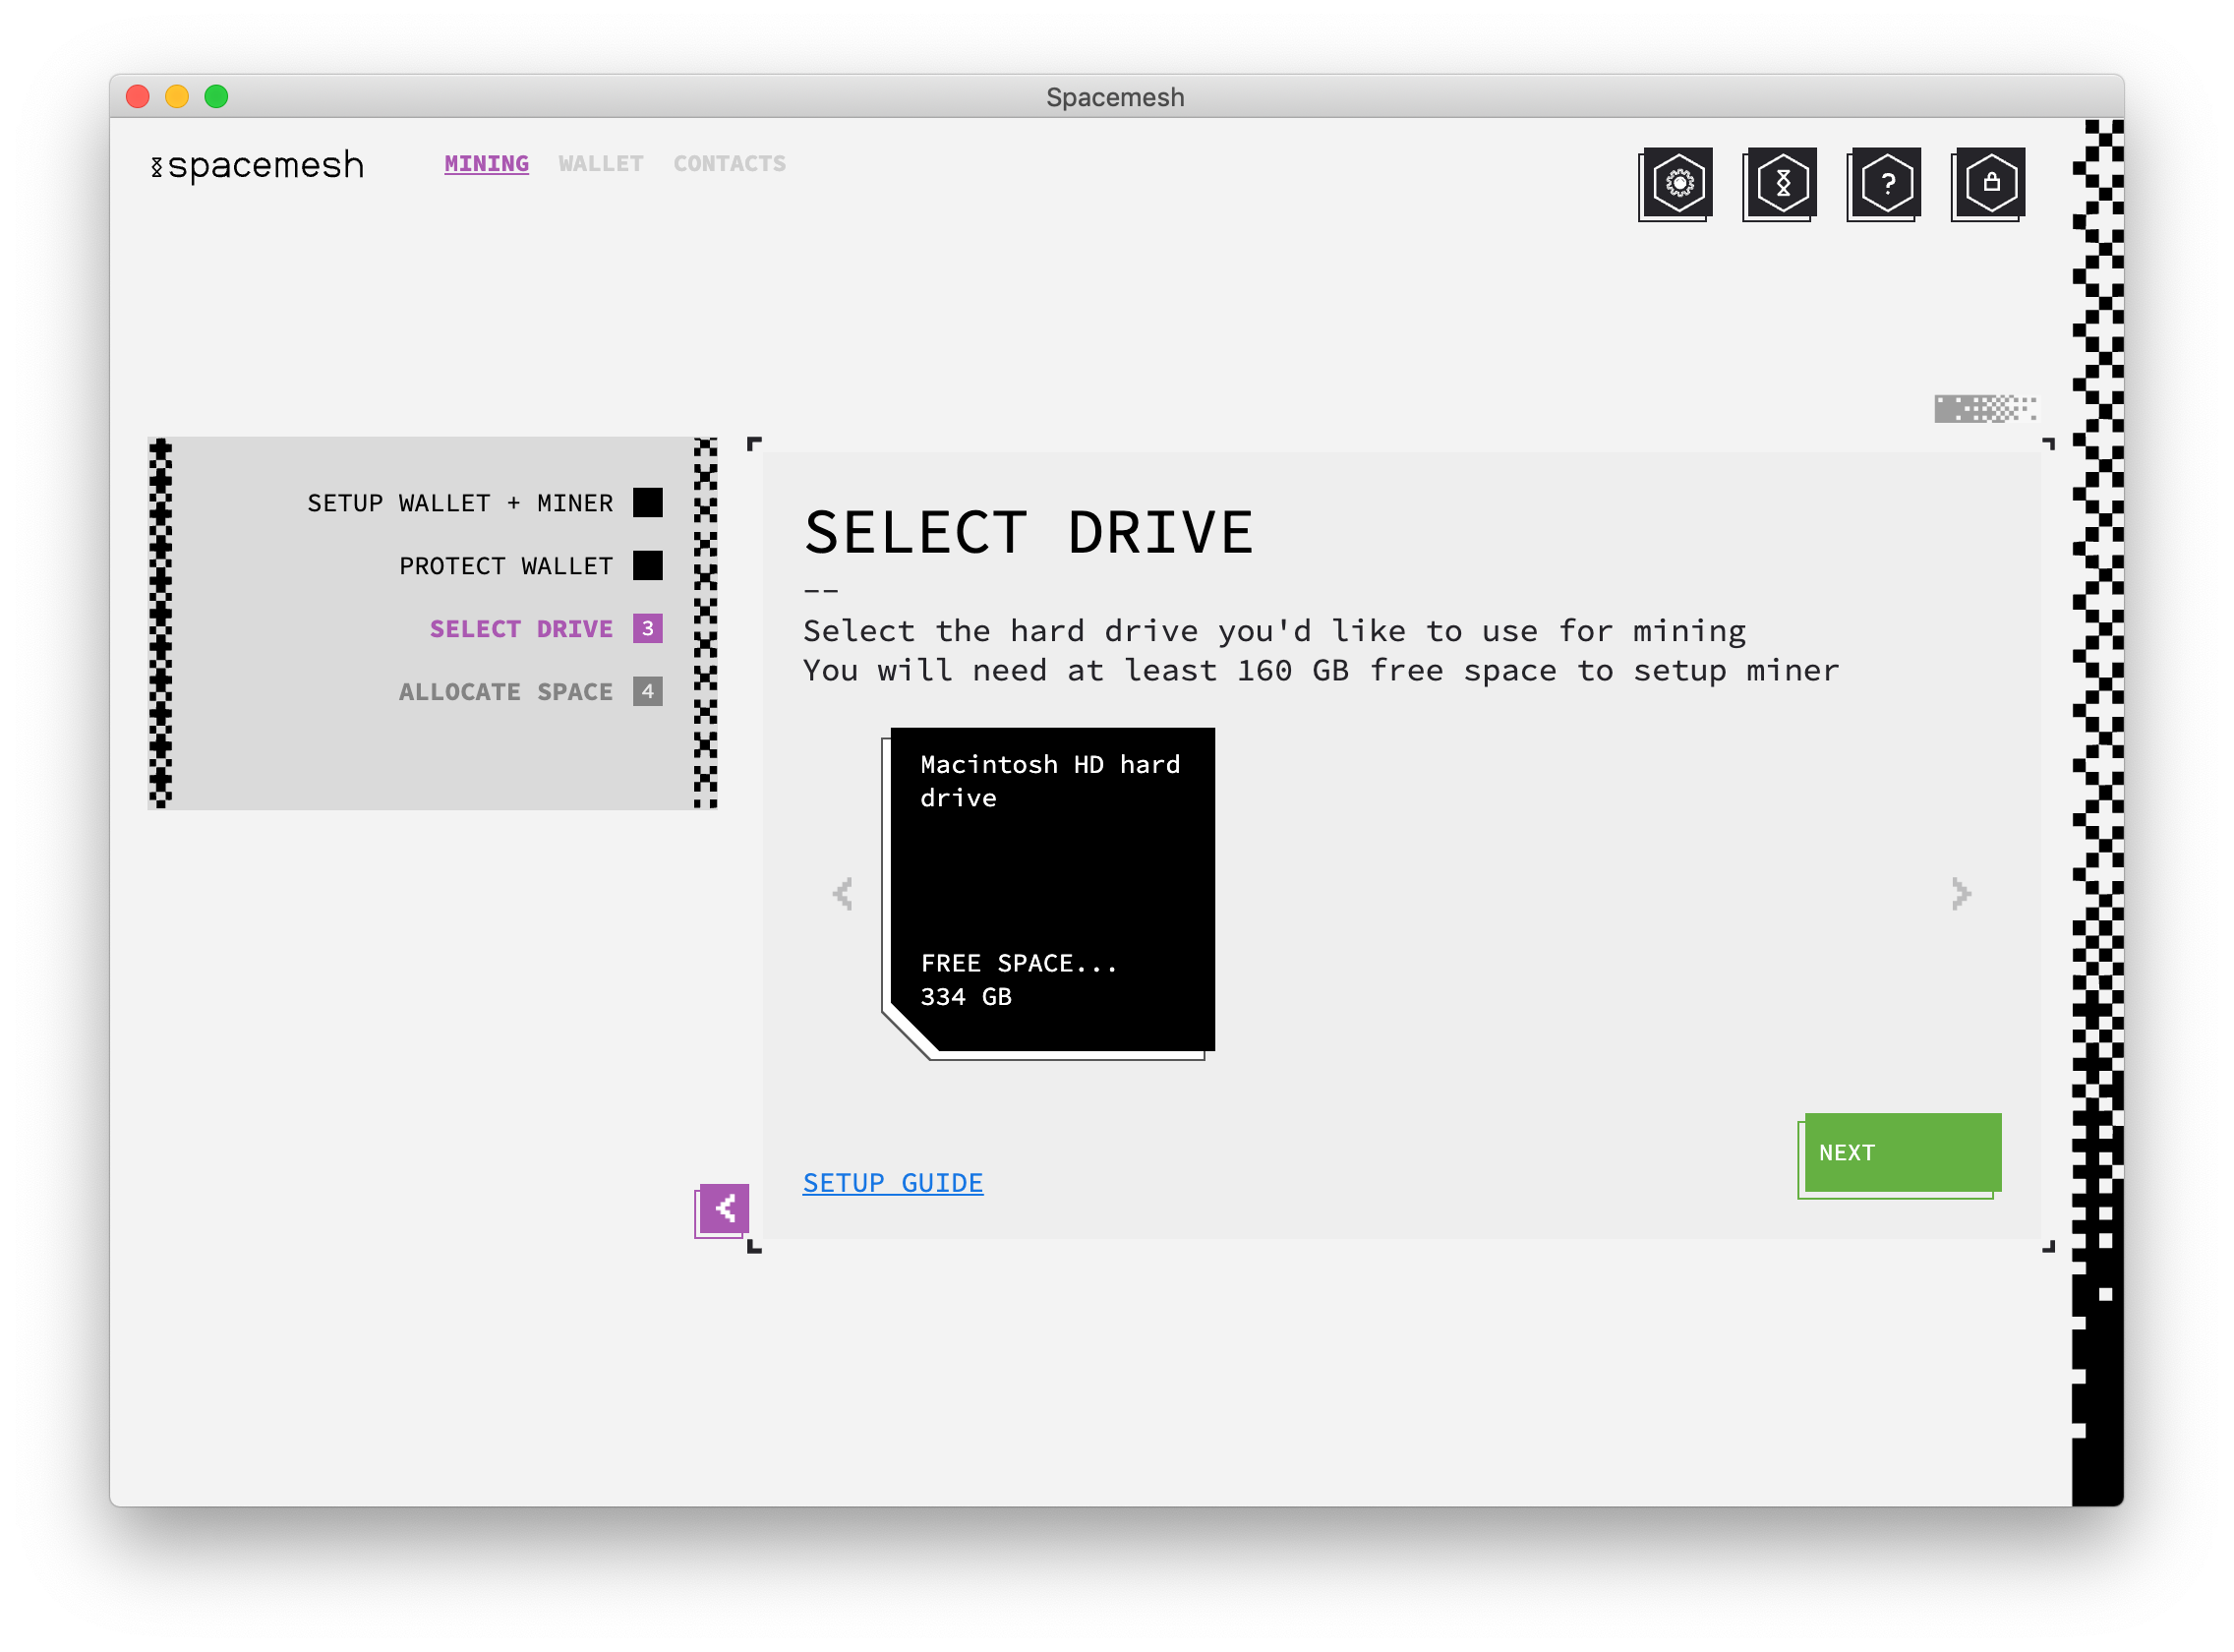 Spacemesh
spacemesh
MINING WALLET CONTACTS
?
SETUP WALLET + MINER
PROTECT WALLET
SELECT DRIVE 3
ALLOCATE SPACE 4
SELECT DRIVE
--
Select the hard drive you'd like to use for mining
You will need at least 160 GB free space to setup miner
Macintosh HD hard
drive
FREE SPACE...
334 GB
NEXT
SETUP GUIDE